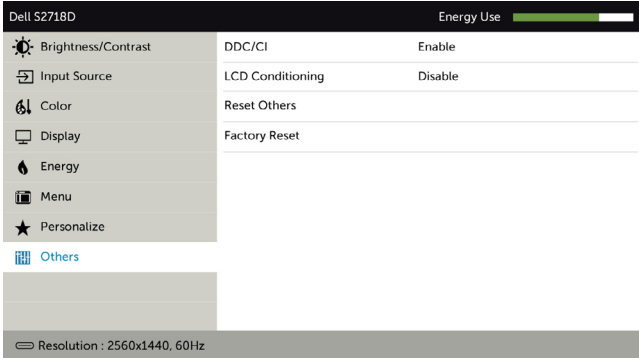 Dell S2718D Energy Use
Brightness/Contrast DDC/CI Enable
Input Source LCD Conditioning Disable
Color Reset Others
Display Factory Reset
Energy
Menu
Personalize
Others
Resolution : 2560x1440, 60Hz